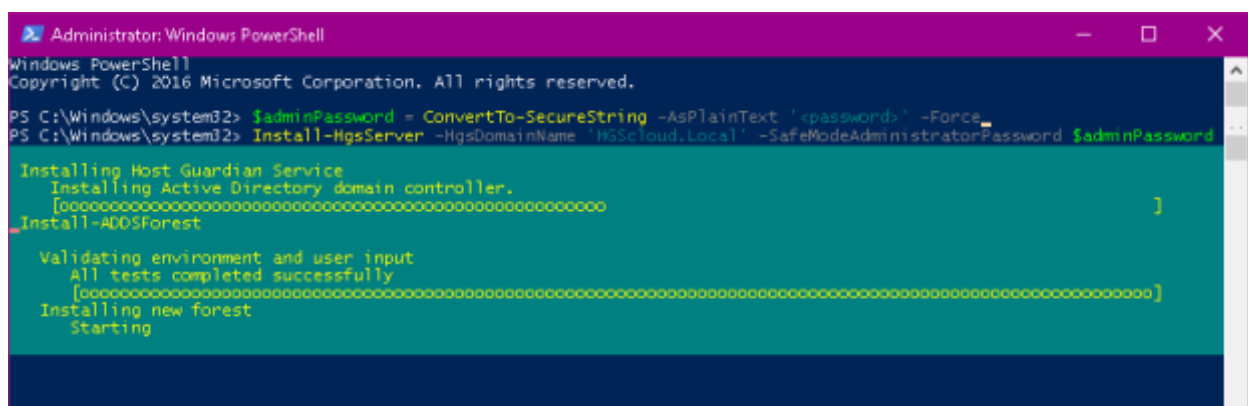 Administrator: Windows PowerShell
Windows PowerShell
Copyright (C) 2016 Microsoft Corporation. All rights reserved.
PS C:\Windows\system32> $adminPassword = ConvertTo-SecureString -AsPlainText '<password>' -Force
PS C:\Windows\system32> Install-HgsServer -HgsDomainName 'HGScloud.Local' -SafeModeAdministratorPassword $adminPassword
Installing Host Guardian Service
Installing Active Directory domain controller.
[oooooooooooooooooooooooooooooooooooooooooooooooooooo ]
Install-ADDSForest
Validating environment and user input
All tests completed successfully
[oooooooooooooooooooooooooooooooooooooooooooooooooooooooooooooooooooooooooooooooooooooooooooooooooooooooo]
Installing new forest
Starting